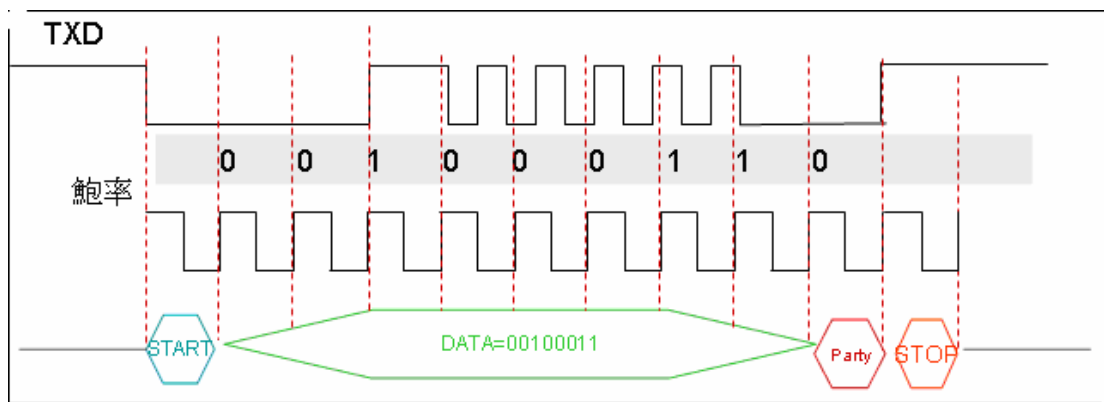 TXD
0 0 1 0 0 0 1 1 0
鮑率
START DATA=00100011 Party STOP